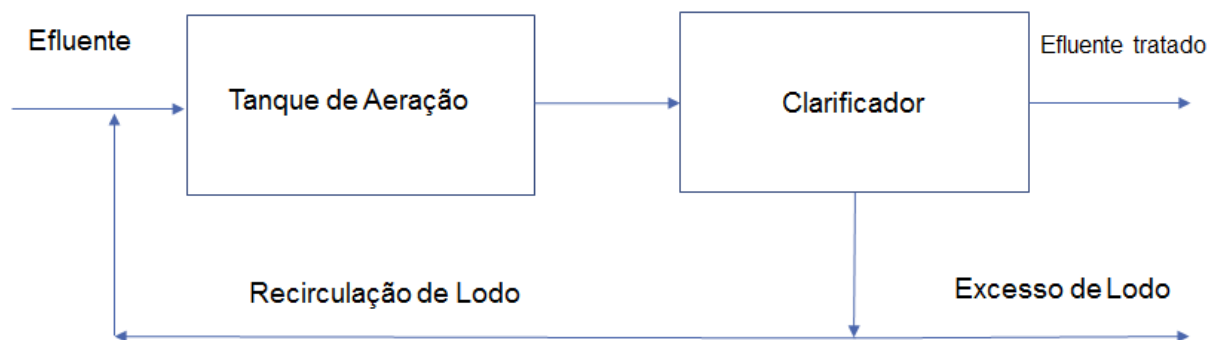 Efluente
Efluente tratado
Tanque de Aeração
Clarificador
Recirculação de Lodo
Excesso de Lodo